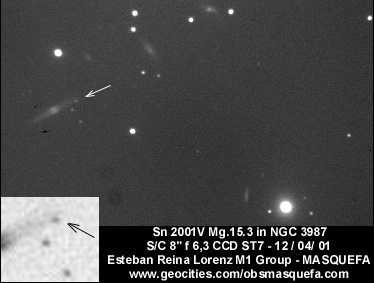 Sn 2001V Mg.15.3 in NGC 3987
S/C 8" f 6,3 CCD ST7 - 12 / 04/ 01
Esteban Reina Lorenz M1 Group - MASQUEFA
www.geocities.com/obsmasquefa.com